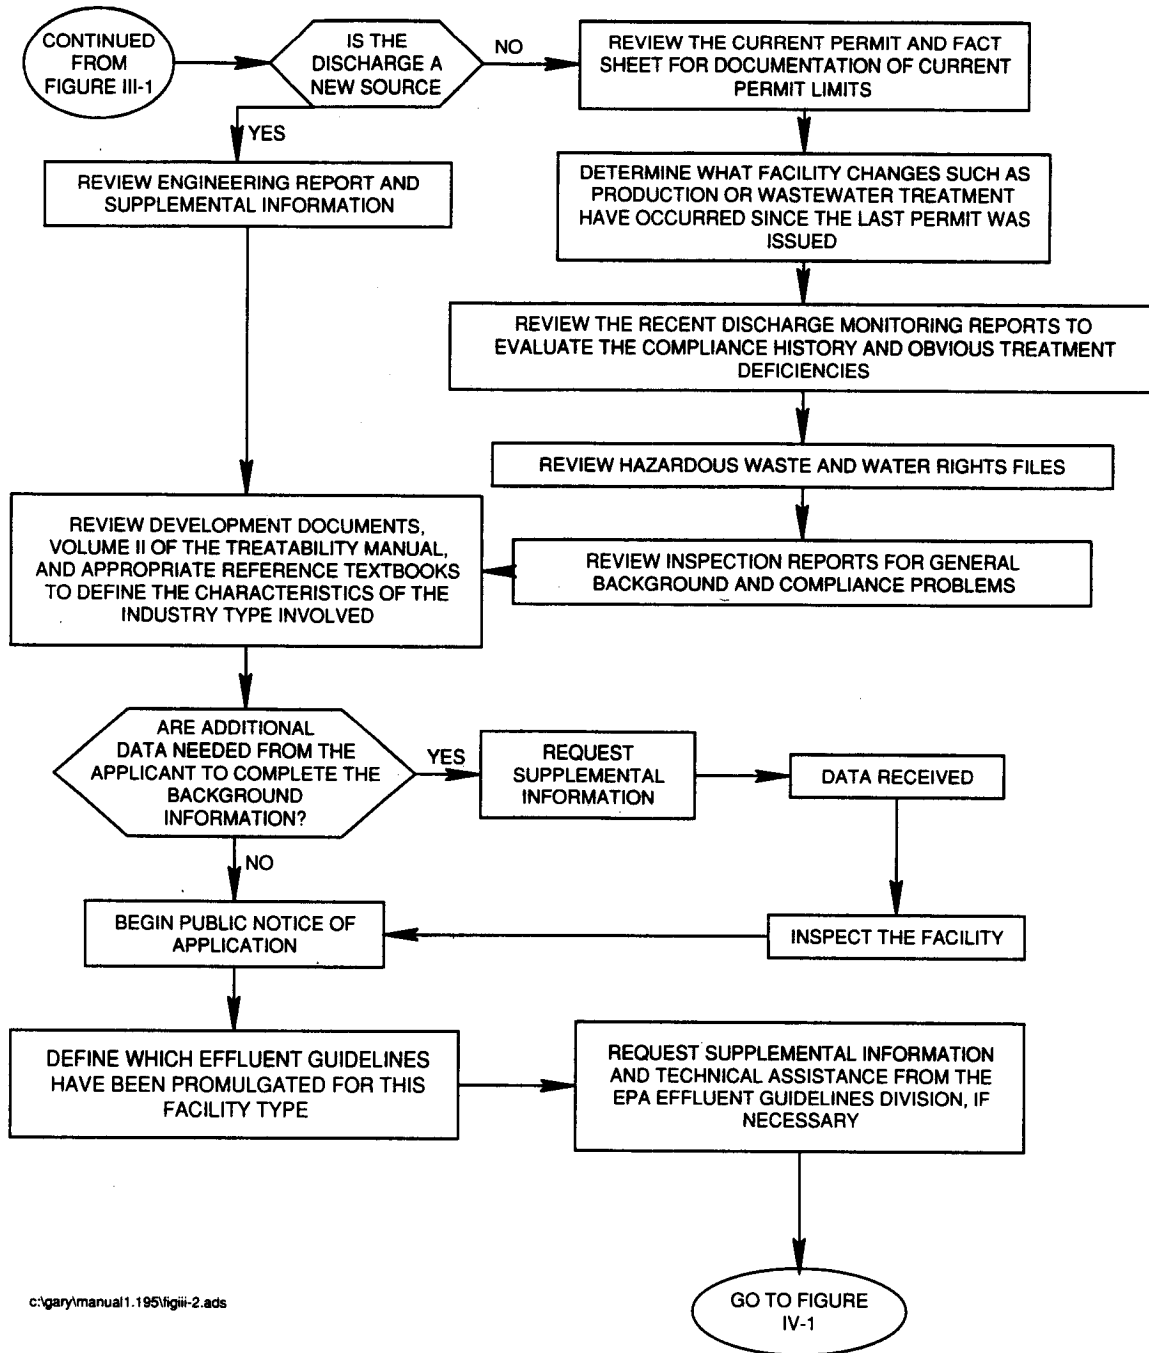 CONTINUED
FROM
FIGURE III-1
IS THE
DISCHARGE A
NEW SOURCE
NO
REVIEW THE CURRENT PERMIT AND FACT
SHEET FOR DOCUMENTATION OF CURRENT
PERMIT LIMITS
YES
REVIEW ENGINEERING REPORT AND
SUPPLEMENTAL INFORMATION
DETERMINE WHAT FACILITY CHANGES SUCH AS
PRODUCTION OR WASTEWATER TREATMENT
HAVE OCCURRED SINCE THE LAST PERMIT WAS
ISSUED
REVIEW THE RECENT DISCHARGE MONITORING REPORTS TO
EVALUATE THE COMPLIANCE HISTORY AND OBVIOUS TREATMENT
DEFICIENCIES
REVIEW HAZARDOUS WASTE AND WATER RIGHTS FILES
REVIEW INSPECTION REPORTS FOR GENERAL
BACKGROUND AND COMPLIANCE PROBLEMS
REVIEW DEVELOPMENT DOCUMENTS,
VOLUME II OF THE TREATABILITY MANUAL,
AND APPROPRIATE REFERENCE TEXTBOOKS
TO DEFINE THE CHARACTERISTICS OF THE
INDUSTRY TYPE INVOLVED
ARE ADDITIONAL
DATA NEEDED FROM THE
APPLICANT TO COMPLETE THE
BACKGROUND
INFORMATION?
YES
REQUEST
SUPPLEMENTAL
INFORMATION
DATA RECEIVED
NO
BEGIN PUBLIC NOTICE OF
APPLICATION
INSPECT THE FACILITY
DEFINE WHICH EFFLUENT GUIDELINES
HAVE BEEN PROMULGATED FOR THIS
FACILITY TYPE
REQUEST SUPPLEMENTAL INFORMATION
AND TECHNICAL ASSISTANCE FROM THE
EPA EFFLUENT GUIDELINES DIVISION, IF
NECESSARY
GO TO FIGURE
IV-1
c:\gary\manual1.195\figiii-2.ads